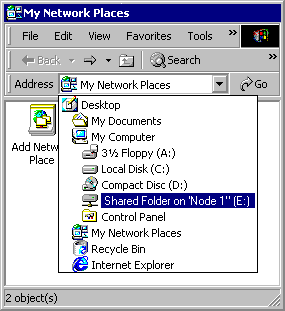 My Network Places
File Edit View Favorites Tools »
Back Search »
Address My Network Places Go
Desktop
My Documents
My Computer
3½ Floppy (A:)
Local Disk (C:)
Compact Disc (D:)
Shared Folder on 'Node 1'' (E:)
Control Panel
My Network Places
Recycle Bin
Internet Explorer
Add Netw
Place
2 object(s)